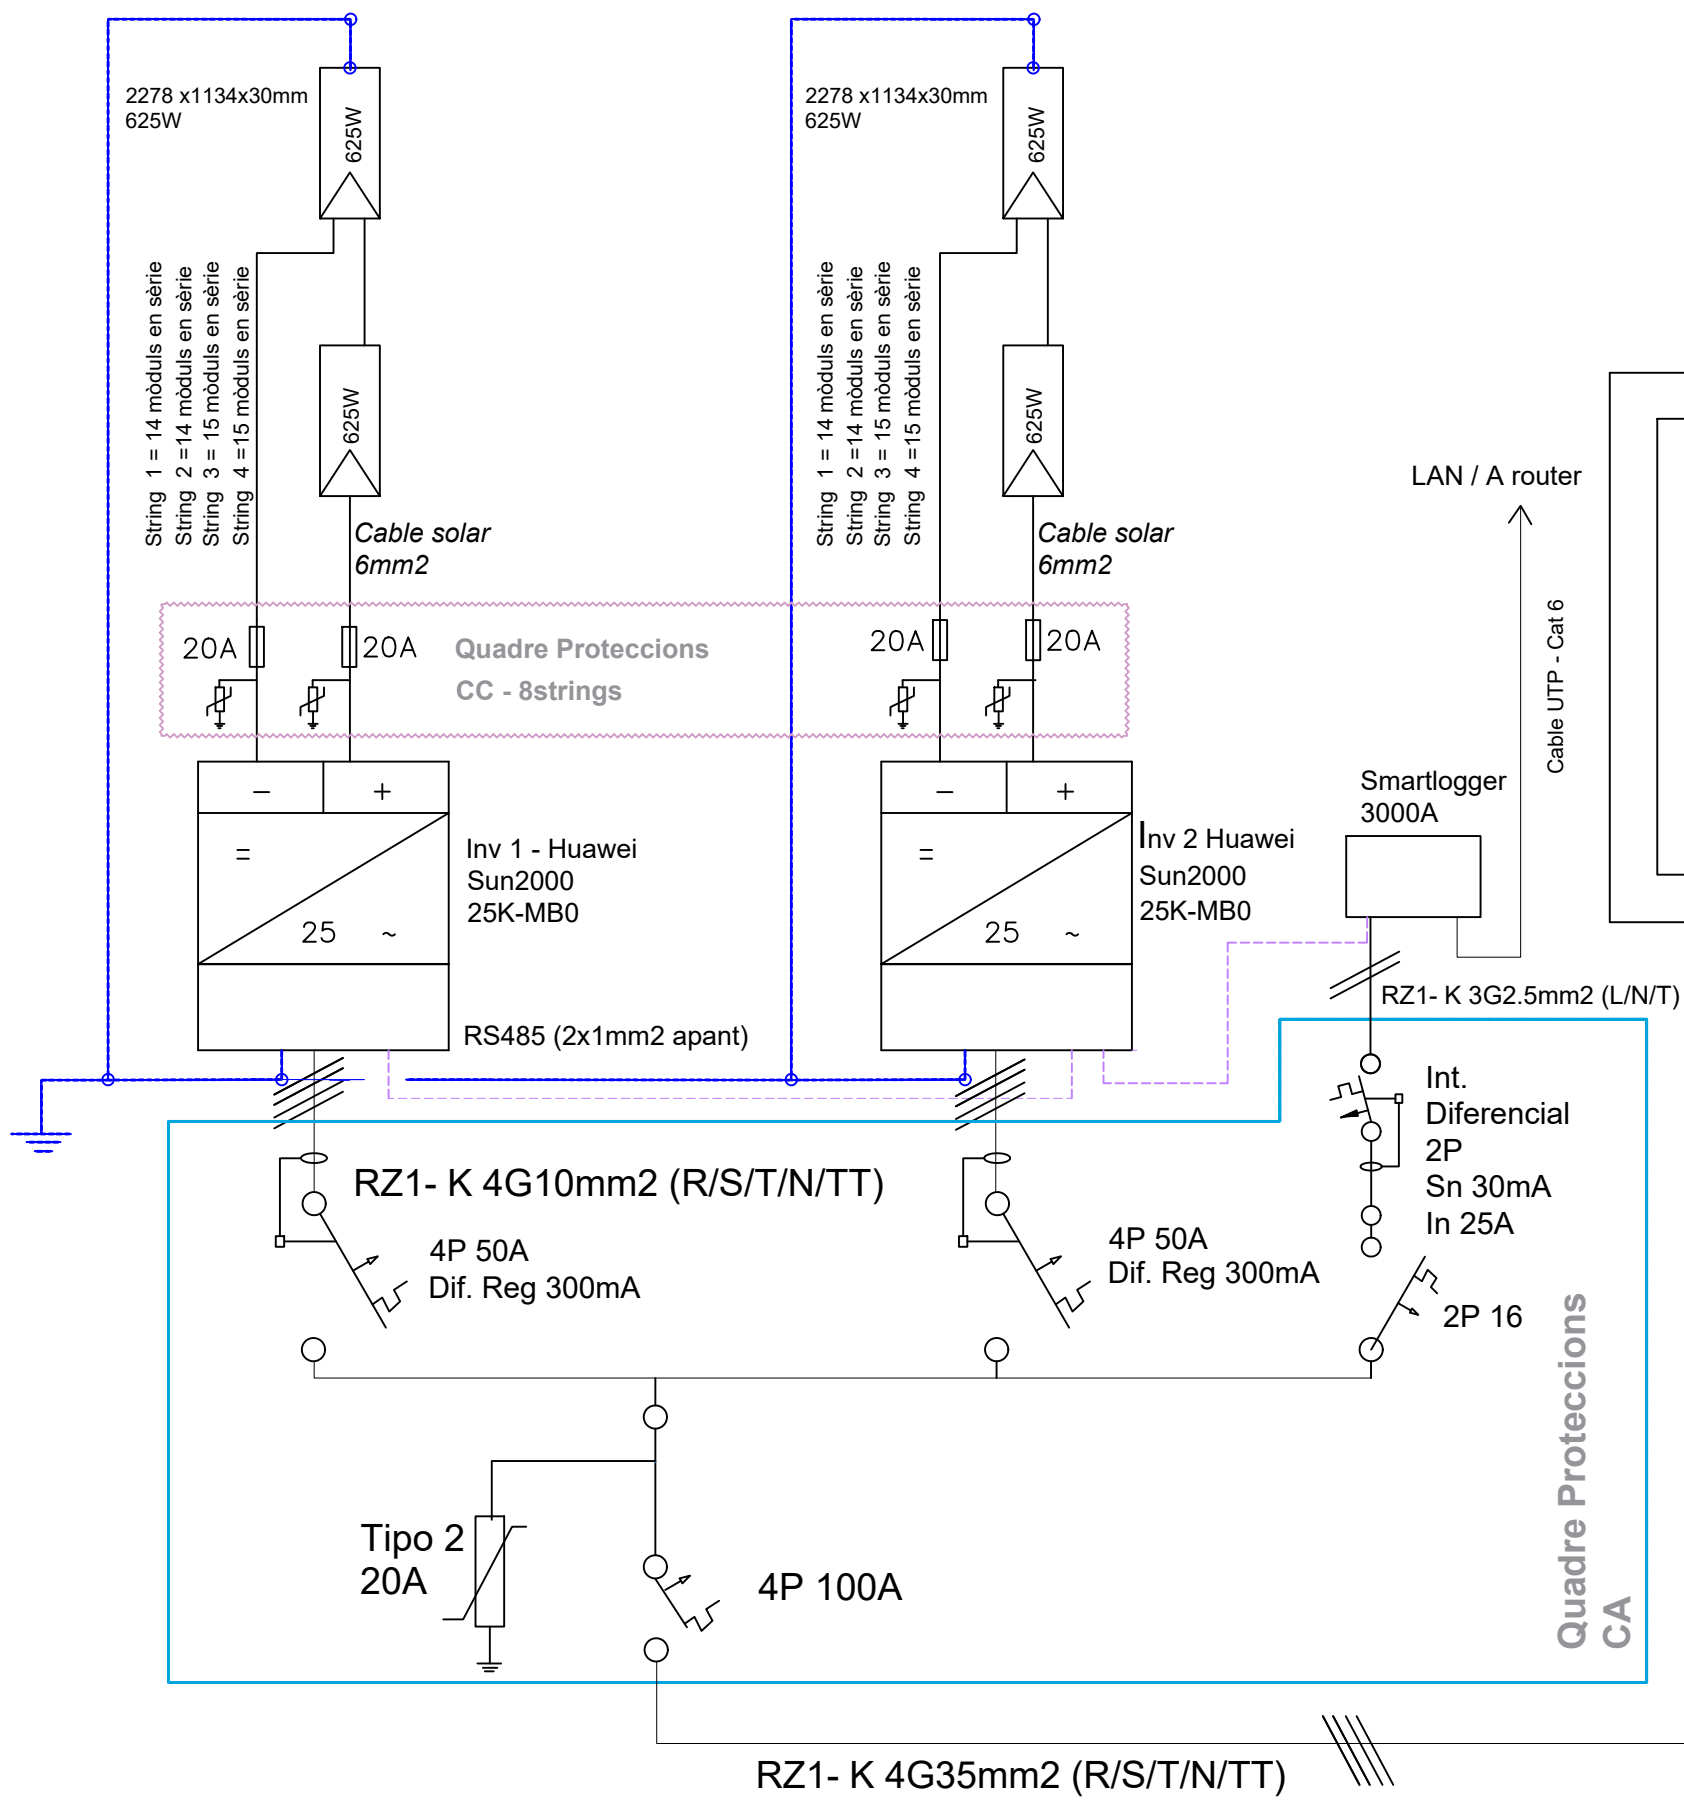 2278 x1134x30mm
625W
625W
String 1 = 14 mòduls en sèrie
String 2 =14 mòduls en sèrie
String 3 = 15 mòduls en sèrie
String 4 =15 mòduls en sèrie
625W
Cable solar
6mm2
2278 x1134x30mm
625W
625W
String 1 = 14 mòduls en sèrie
String 2 =14 mòduls en sèrie
String 3 = 15 mòduls en sèrie
String 4 =15 mòduls en sèrie
625W
Cable solar
6mm2
LAN / A router
Cable UTP - Cat 6
20A
20A
Quadre Proteccions
CC - 8strings
20A
20A
− +
=
25 ~
Inv 1 - Huawei
Sun2000
25K-MB0
RS485 (2x1mm2 apant)
− +
=
25 ~
Inv 2 Huawei
Sun2000
25K-MB0
Smartlogger
3000A
RZ1- K 3G2.5mm2 (L/N/T)
RZ1- K 4G10mm2 (R/S/T/N/TT)
4P 50A
Dif. Reg 300mA
4P 50A
Dif. Reg 300mA
Int.
Diferencial
2P
Sn 30mA
In 25A
2P 16
Quadre Proteccions
CA
Tipo 2
20A
4P 100A
RZ1- K 4G35mm2 (R/S/T/N/TT)